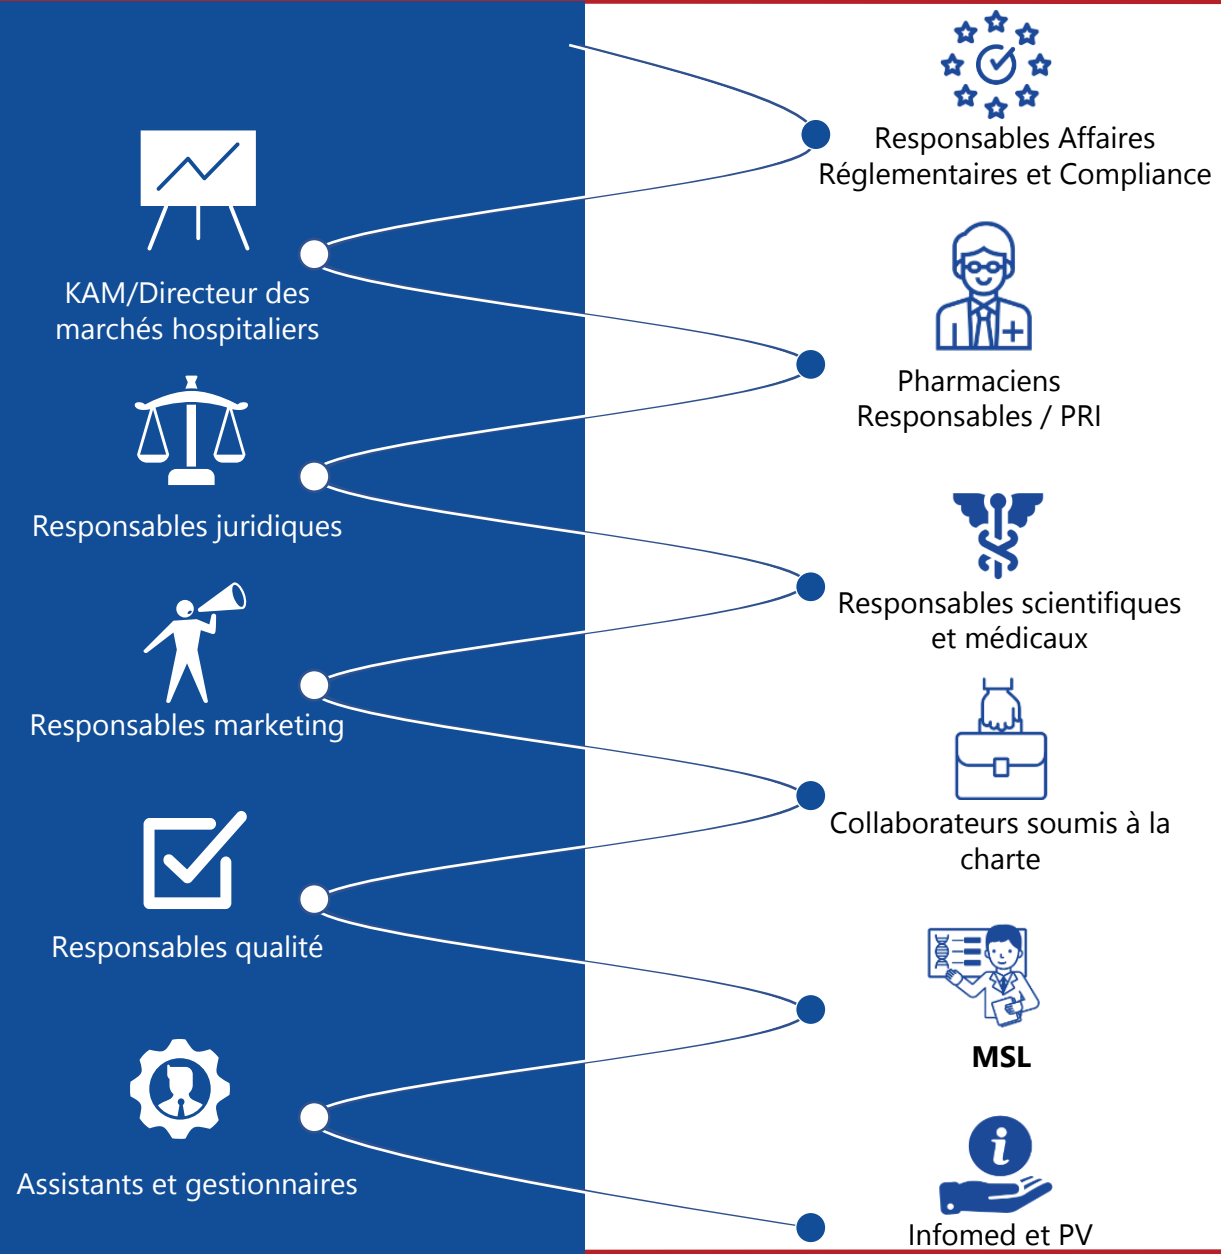 Responsables Affaires
Réglementaires et Compliance
KAM/Directeur des
marchés hospitaliers
Pharmaciens
Responsables / PRI
Responsables juridiques
Responsables scientifiques
et médicaux
Responsables marketing
Collaborateurs soumis à la
charte
Responsables qualité
MSL
Assistants et gestionnaires
i
Infomed et PV